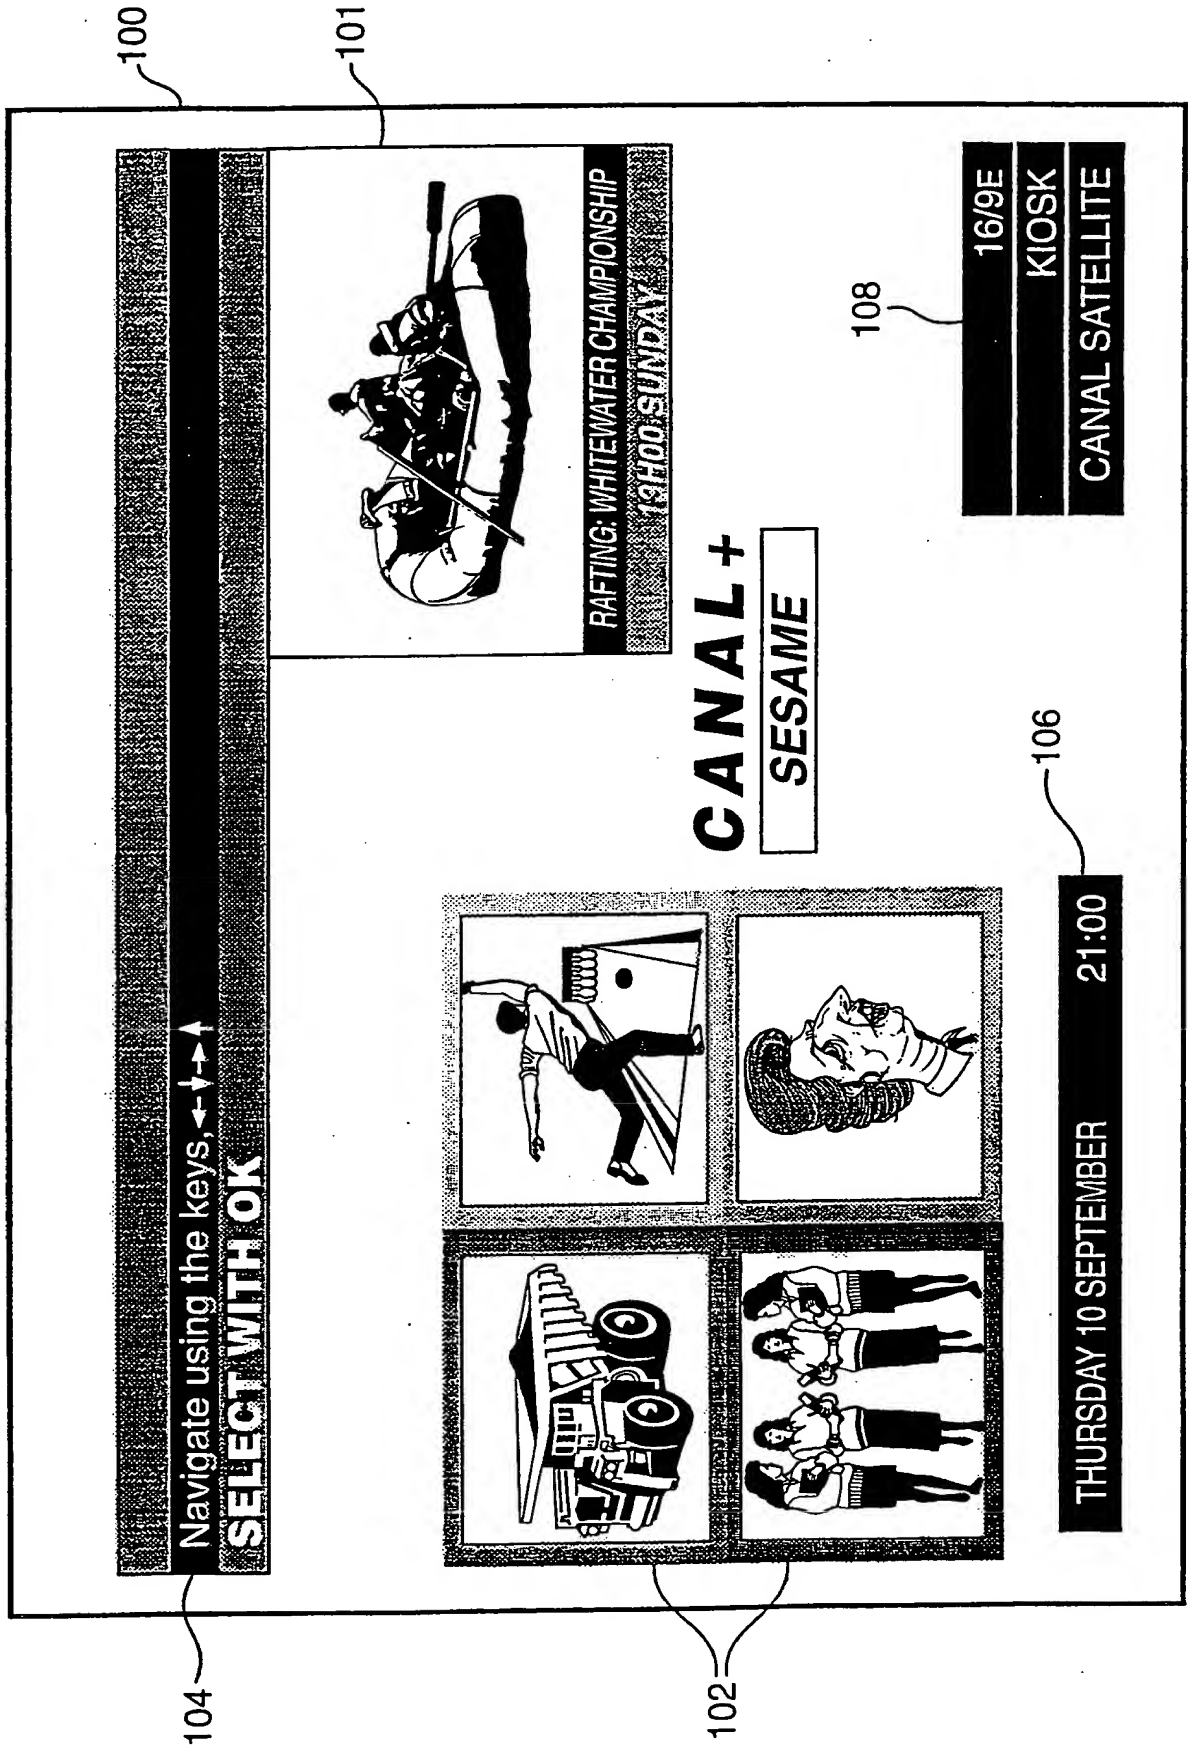 100
101
104
Navigate using the keys,
SELECT WITH OK
RAFTING: WHITEWATER CHAMPIONSHIP
13H00 SUNDAY
CANAL+
SESAME
102
108
16/9E
KIOSK
CANAL SATELLITE
106
THURSDAY 10 SEPTEMBER 21:00